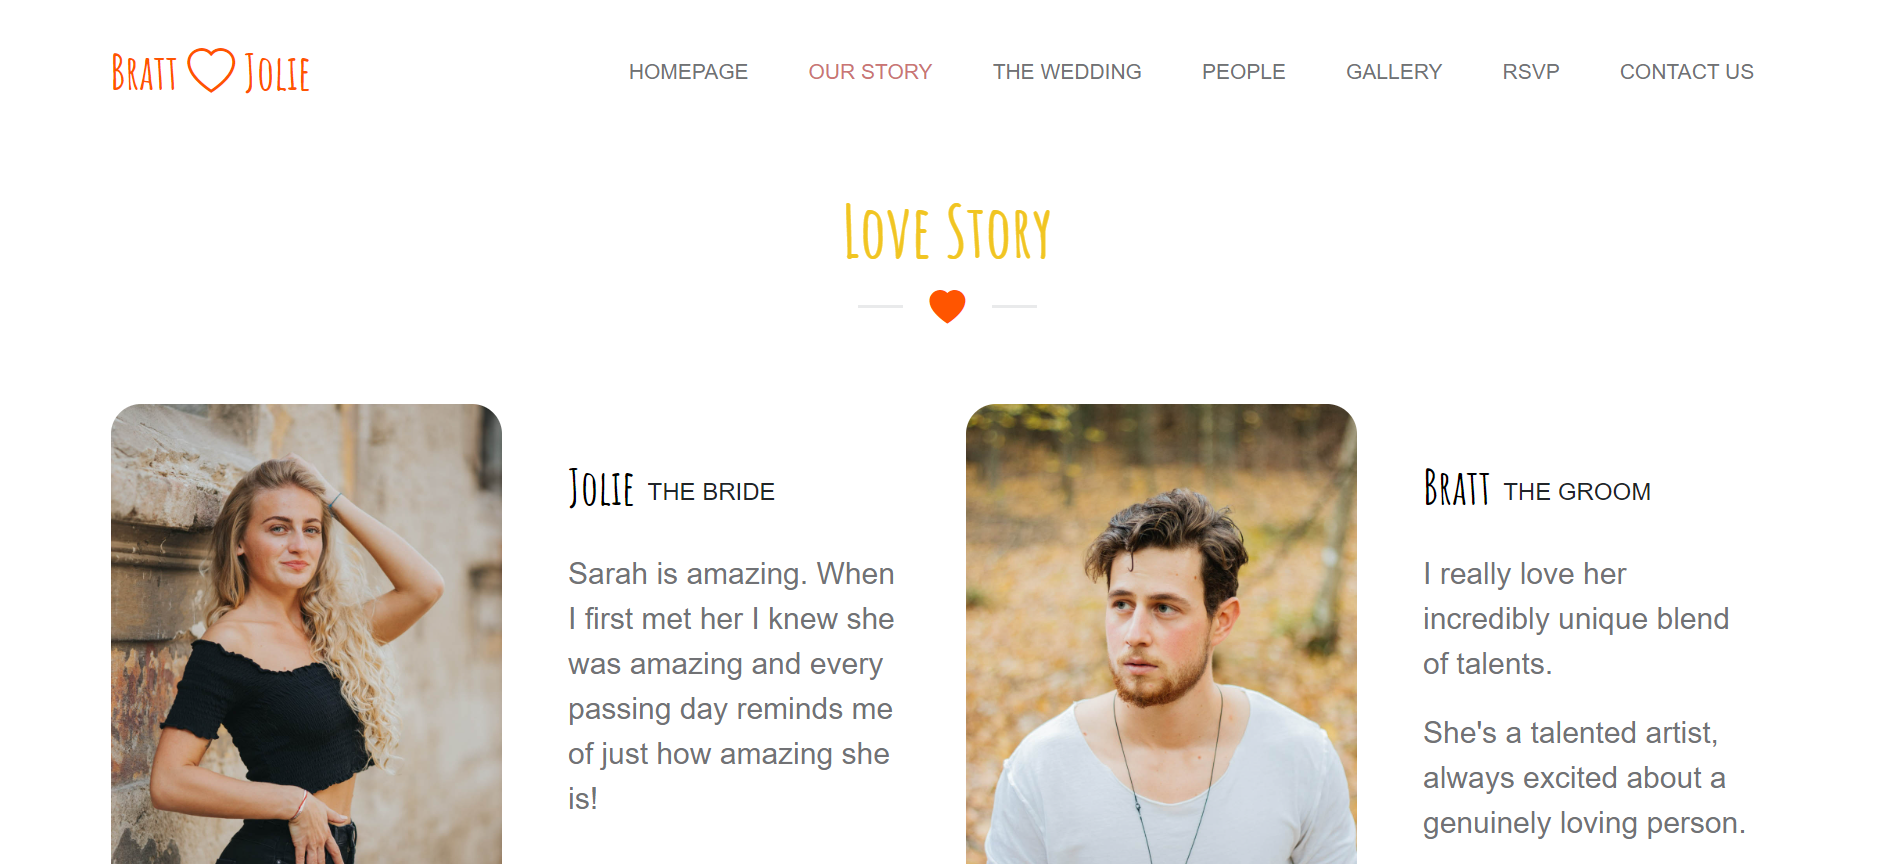 Bratt Jolie
HOMEPAGE OUR STORY THE WEDDING PEOPLE GALLERY RSVP CONTACT US
Love Story
Jolie THE BRIDE
Sarah is amazing. When
I first met her I knew she
was amazing and every
passing day reminds me
of just how amazing she
is!
Bratt THE GROOM
I really love her
incredibly unique blend
of talents.
She's a talented artist,
always excited about a
genuinely loving person.